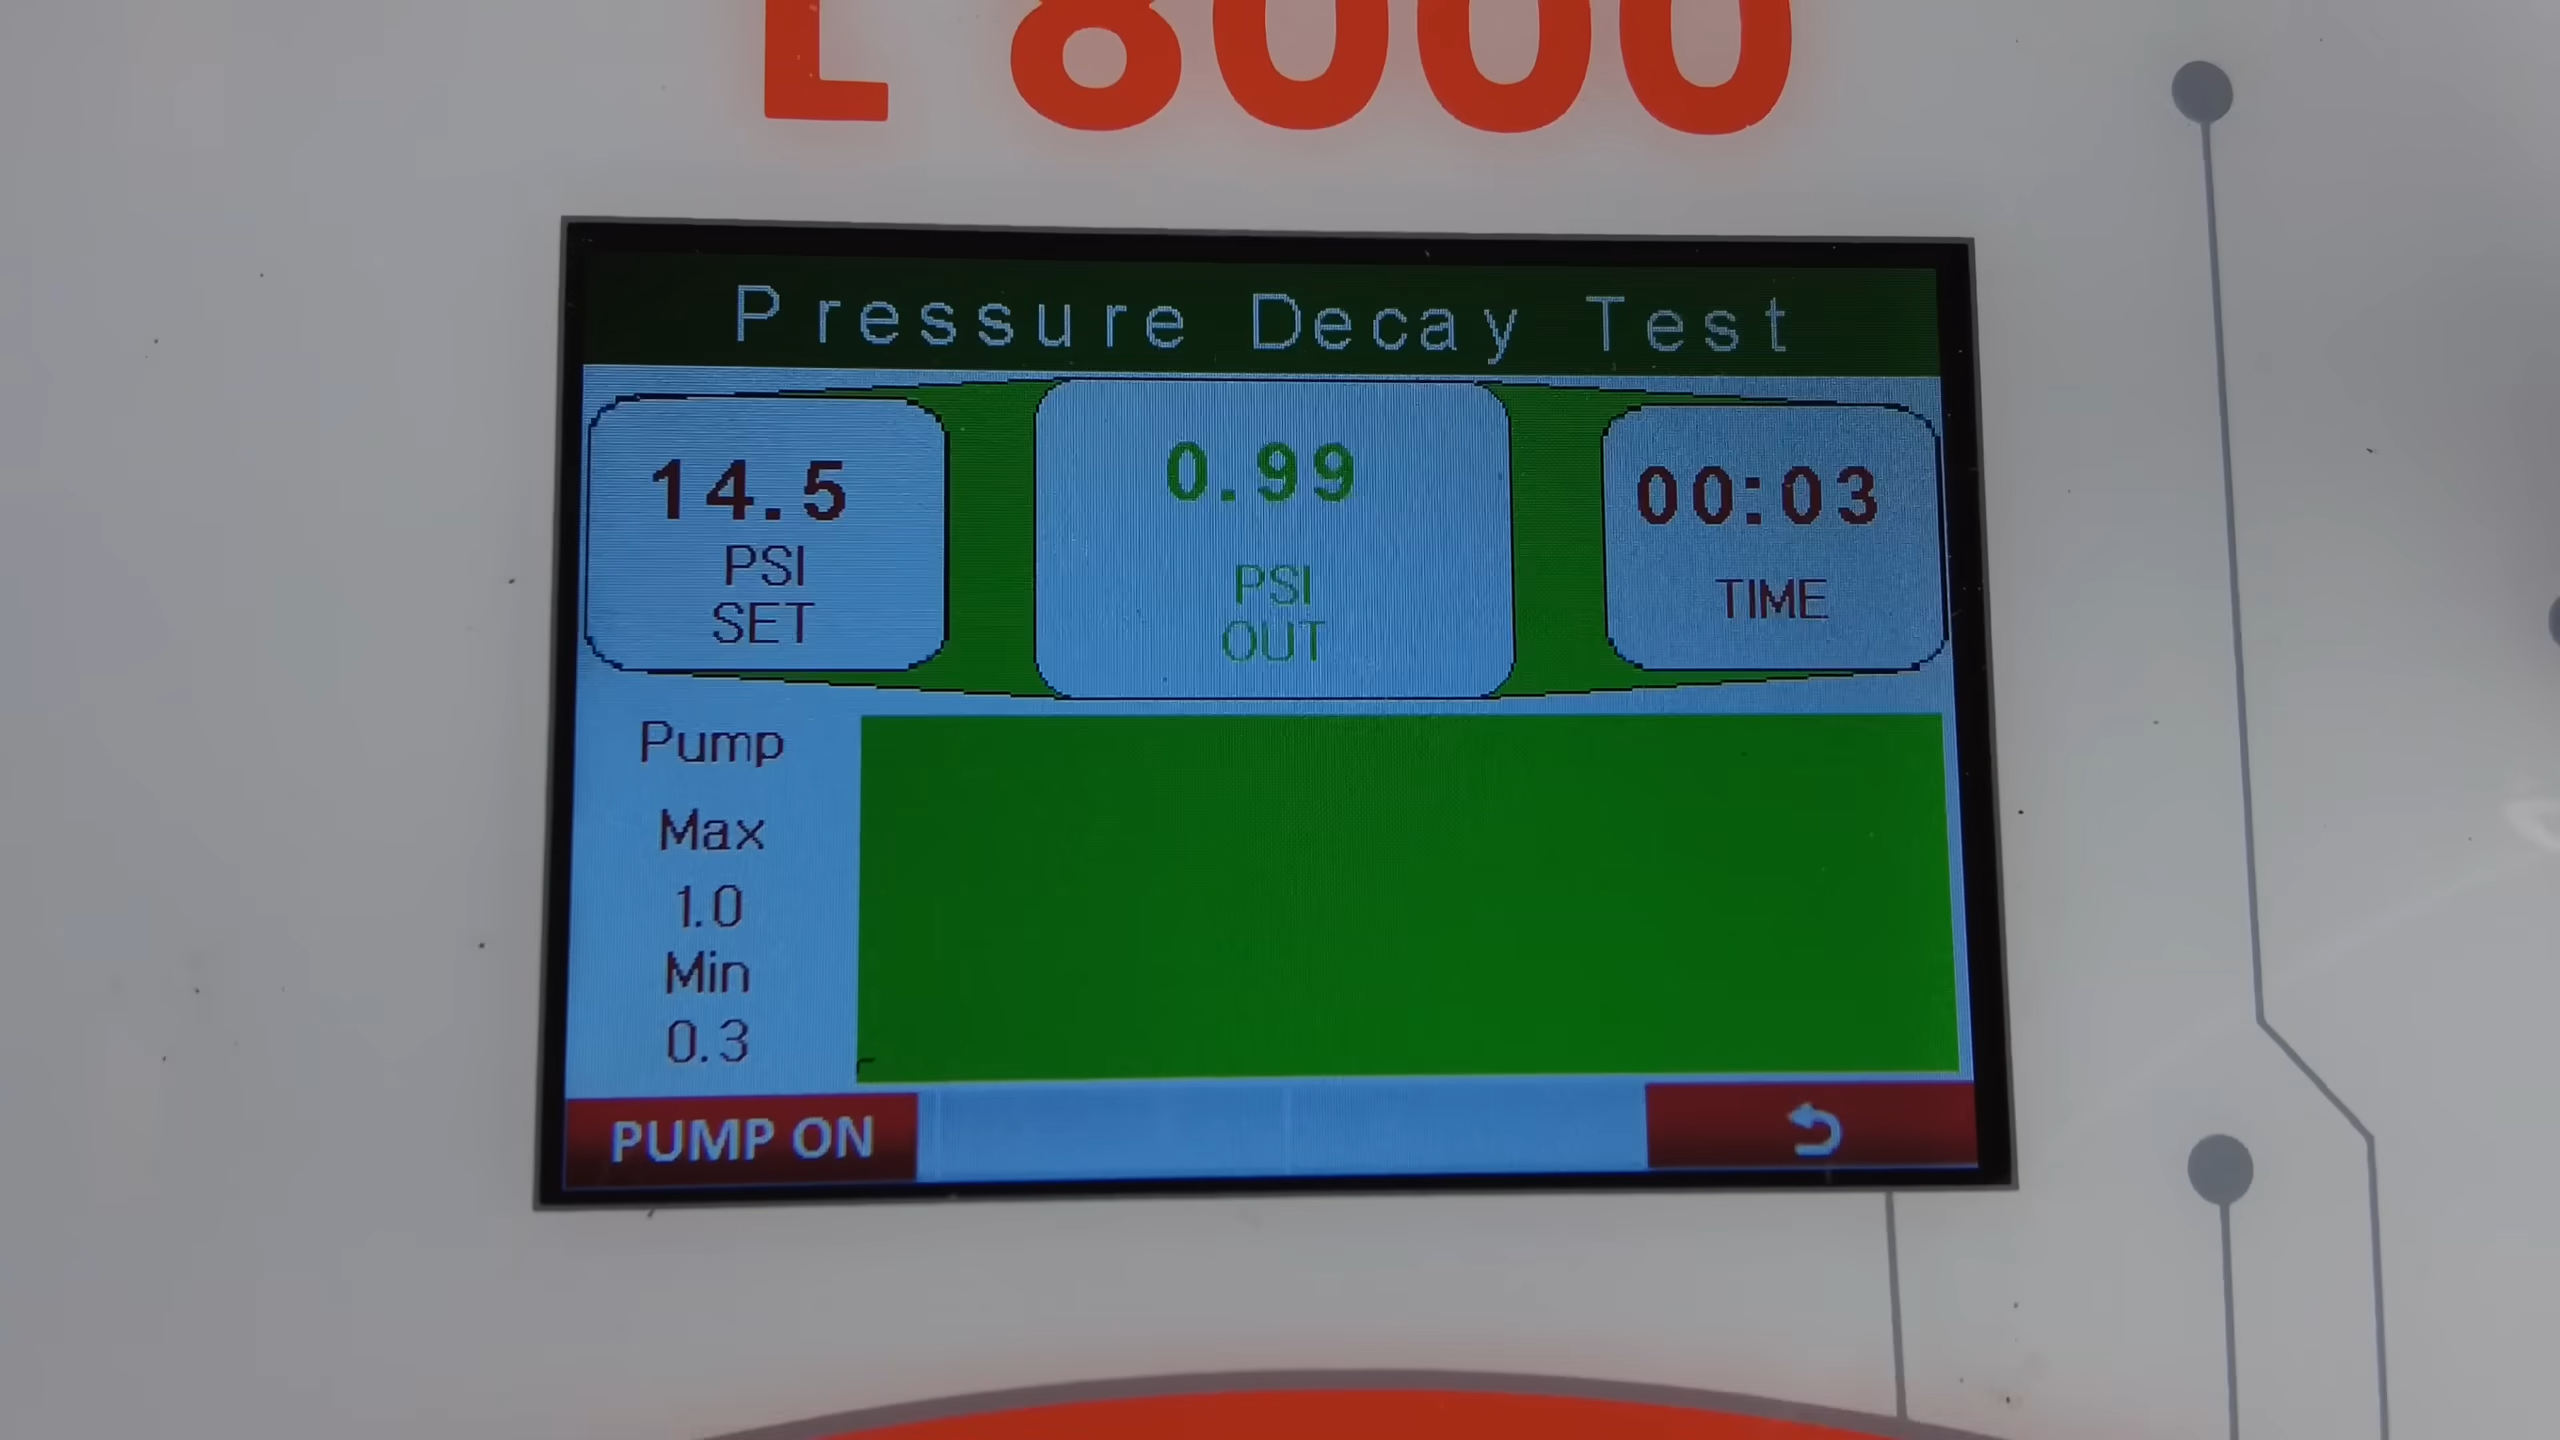 L 8000
Pressure Decay Test
14.5
PSI
SET
0.99
PSI
OUT
00:03
TIME
Pump
Max
1.0
Min
0.3
PUMP ON